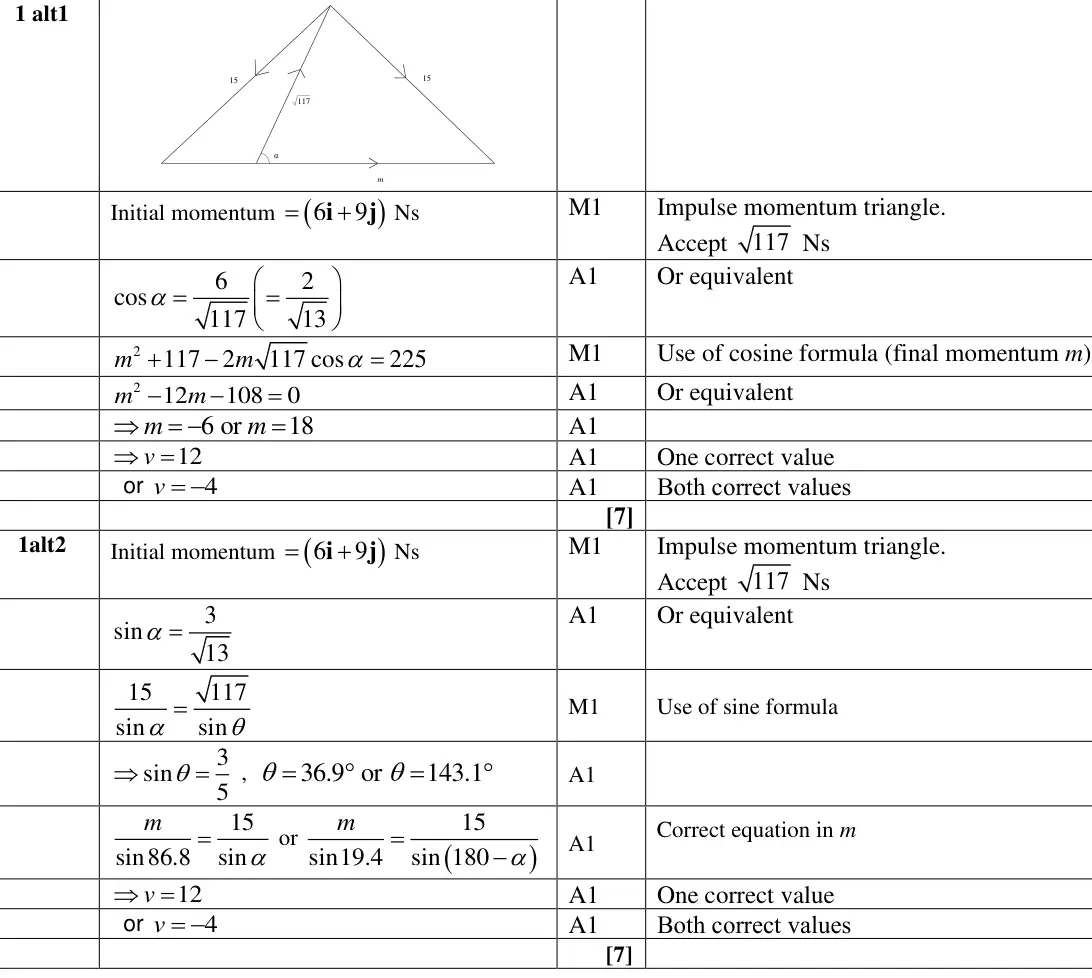 1 alt1
15
15
√117
α
m
Initial momentum =(6i+9j) Ns M1 Impulse momentum triangle.
Accept √117 Ns
cos α = 6/√117 (= 2/√13) A1 Or equivalent
m²+117−2m√117 cos α = 225 M1 Use of cosine formula (final momentum m)
m²−12m−108=0 A1 Or equivalent
⇒m=−6 or m=18 A1
⇒v=12 A1 One correct value
or v=−4 A1 Both correct values
[7]
1alt2 Initial momentum =(6i+9j) Ns M1 Impulse momentum triangle.
Accept √117 Ns
sin α = 3/√13 A1 Or equivalent
15/sin α = √117/sin θ M1 Use of sine formula
⇒sin θ = 3/5 , θ=36.9° or θ=143.1° A1
m/sin86.8 = 15/sin α or m/sin19.4 = 15/sin(180−α) A1 Correct equation in m
⇒v=12 A1 One correct value
or v=−4 A1 Both correct values
[7]